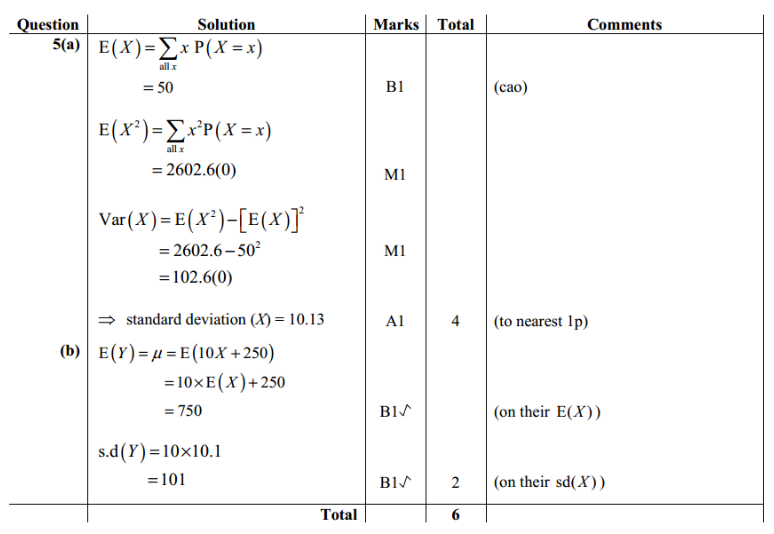 Question Solution Marks Total Comments
5(a) E(X) = ∑ x P(X = x)
all x
= 50 B1 (cao)
E(X²) = ∑ x²P(X = x)
all x
= 2602.6(0) M1
Var(X) = E(X²) − [E(X)]²
= 2602.6 − 50² M1
= 102.6(0)
⇒ standard deviation (X) = 10.13 A1 4 (to nearest 1p)
(b) E(Y) = μ = E(10X + 250)
= 10 × E(X) + 250
= 750 B1√ (on their E(X))
s.d(Y) = 10 × 10.1
= 101 B1√ 2 (on their sd(X))
Total 6